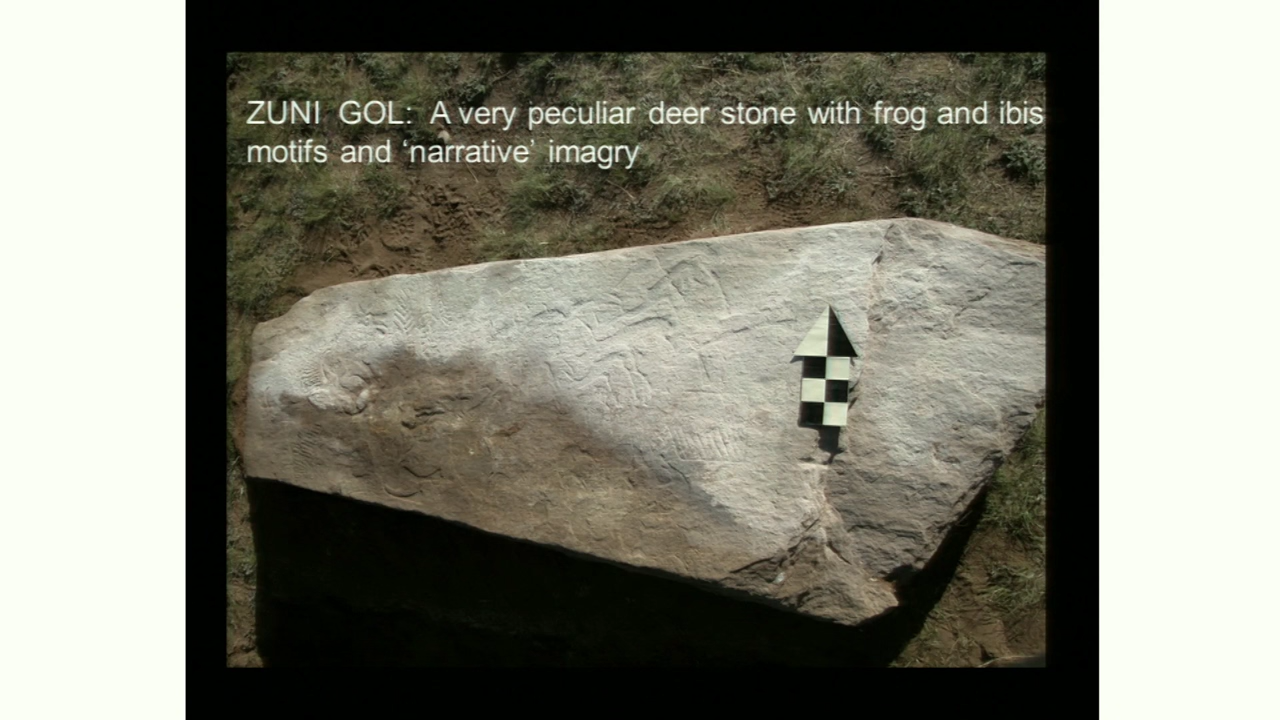 ZUNI GOL: A very peculiar deer stone with frog and ibis
motifs and ‘narrative’ imagry